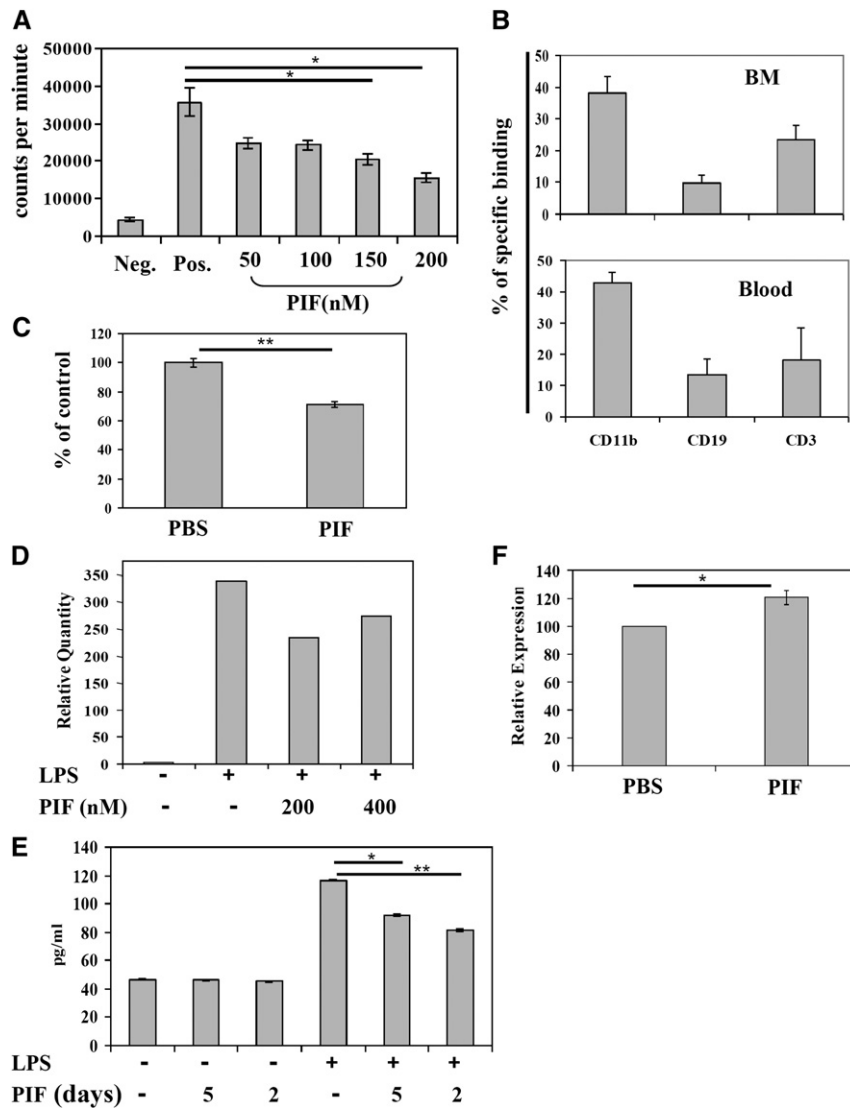 A
50000
40000
30000
20000
10000
0
counts per minute
*
*
Neg. Pos. 50 100 150 200
PIF(nM)
B
% of specific binding
BM
50
40
30
20
10
0
Blood
50
40
30
20
10
0
CD11b CD19 CD3
C
120
100
80
60
40
20
0
% of control
**
PBS PIF
D
350
300
250
200
150
100
50
0
Relative Quantity
LPS - + + +
PIF (nM) - - 200 400
F
140
120
100
80
60
40
20
0
Relative Expression
*
PBS PIF
E
140
120
100
80
60
40
20
0
pg/ml
*
**
LPS - - - + + +
PIF (days) - 5 2 - 5 2